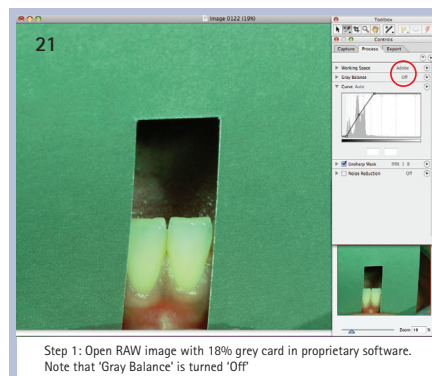 Image 0122 (19%)
Toolbox
21
Controls
Capture Process Export
Working Space Adobe
Gray Balance Off
Curve Auto
Unsharp Mask
Noise Reduction Off
Zoom
Step 1: Open RAW image with 18% grey card in proprietary software.
Note that ‘Gray Balance’ is turned ‘Off’